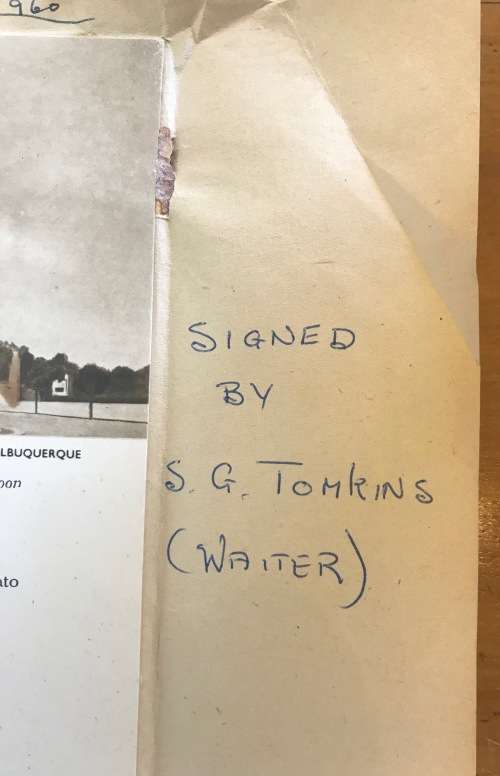 960
LBUQUERQUE
oon
ato
SIGNED
BY
S. G. TOMKINS
(WAITER)